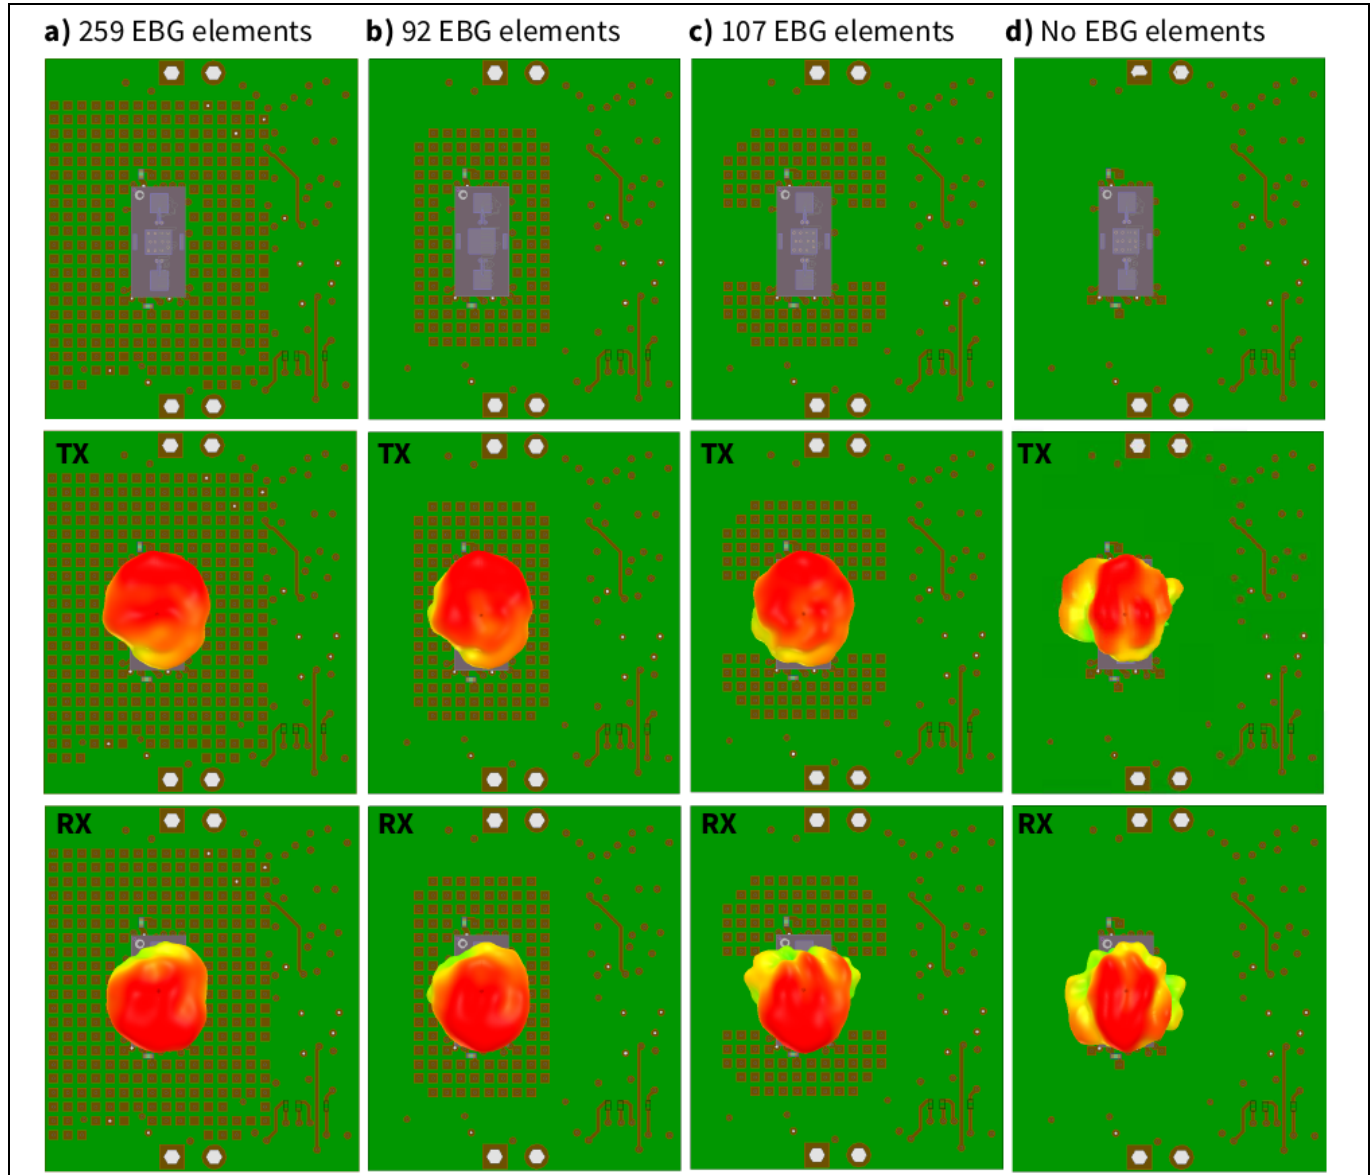 a) 259 EBG elements
b) 92 EBG elements
c) 107 EBG elements
d) No EBG elements
TX
TX
TX
TX
RX
RX
RX
RX